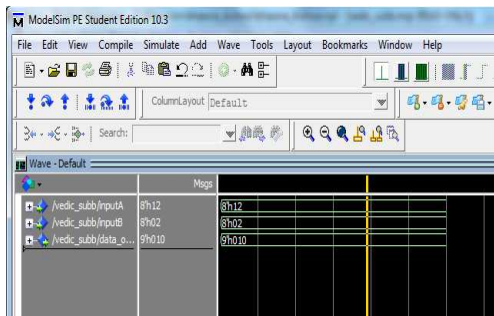 ModelSim PE Student Edition 10.3
File Edit View Compile Simulate Add Wave Tools Layout Bookmarks Window Help
ColumnLayout Default
Search:
Wave - Default
Msgs
/vedic_subb/inputA 8'h12 8'h12
/vedic_subb/inputB 8'h02 8'h02
/vedic_subb/data_o... 9'h010 9'h010